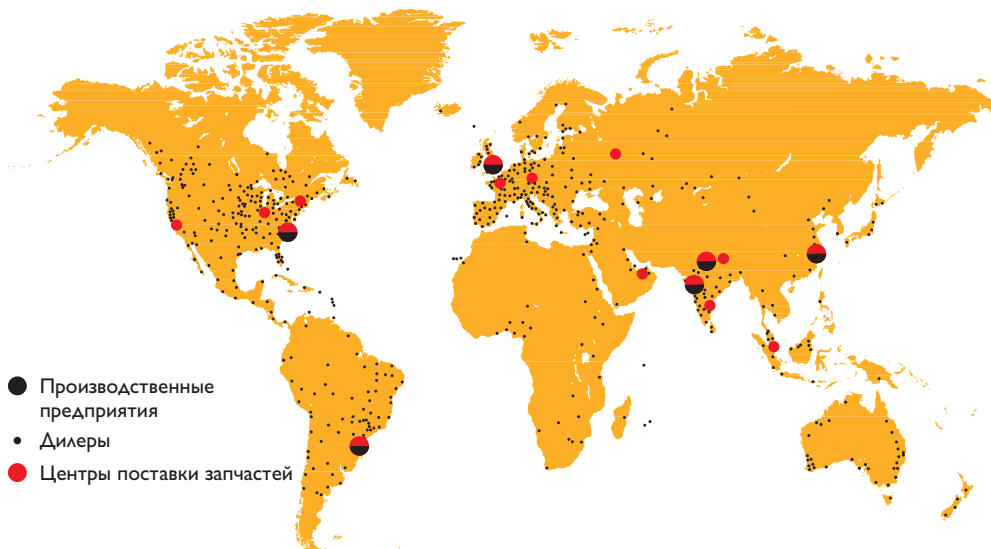 Производственные
предприятия
Дилеры
Центры поставки запчастей